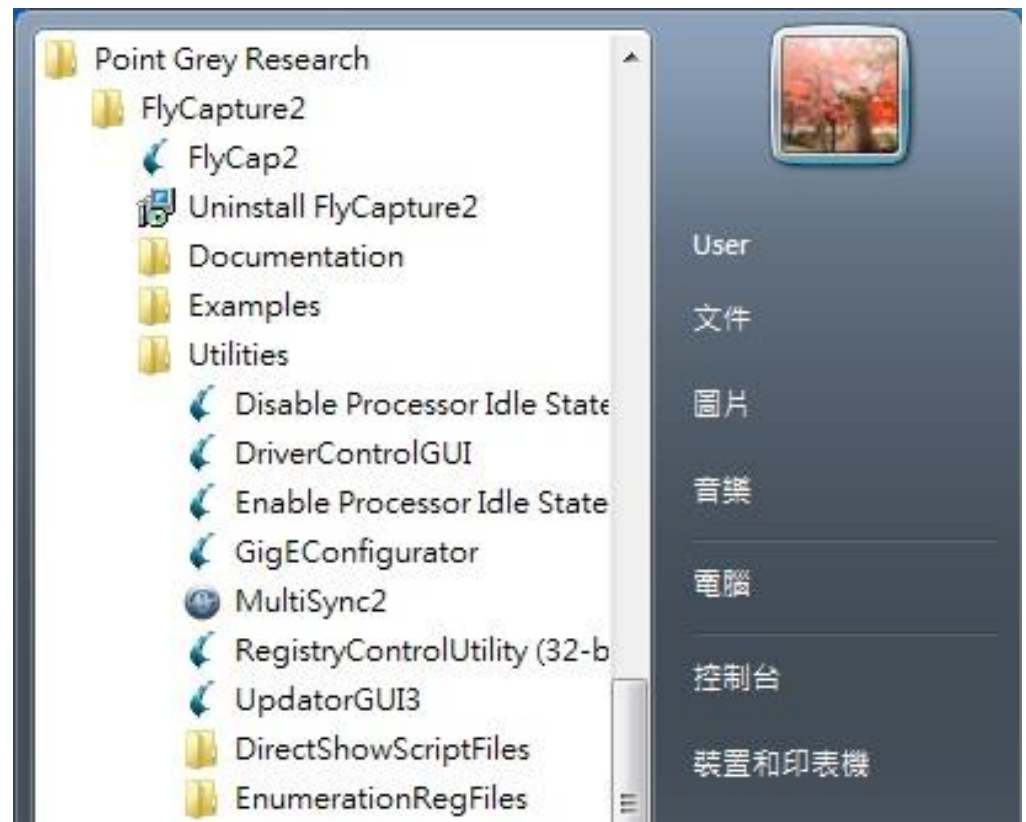 Point Grey Research
FlyCapture2
FlyCap2
Uninstall FlyCapture2
Documentation
Examples
Utilities
Disable Processor Idle State
DriverControlGUI
Enable Processor Idle State
GigEConfigurator
MultiSync2
RegistryControlUtility (32-b
UpdatorGUI3
DirectShowScriptFiles
EnumerationRegFiles
User
文件
圖片
音樂
電腦
控制台
裝置和印表機